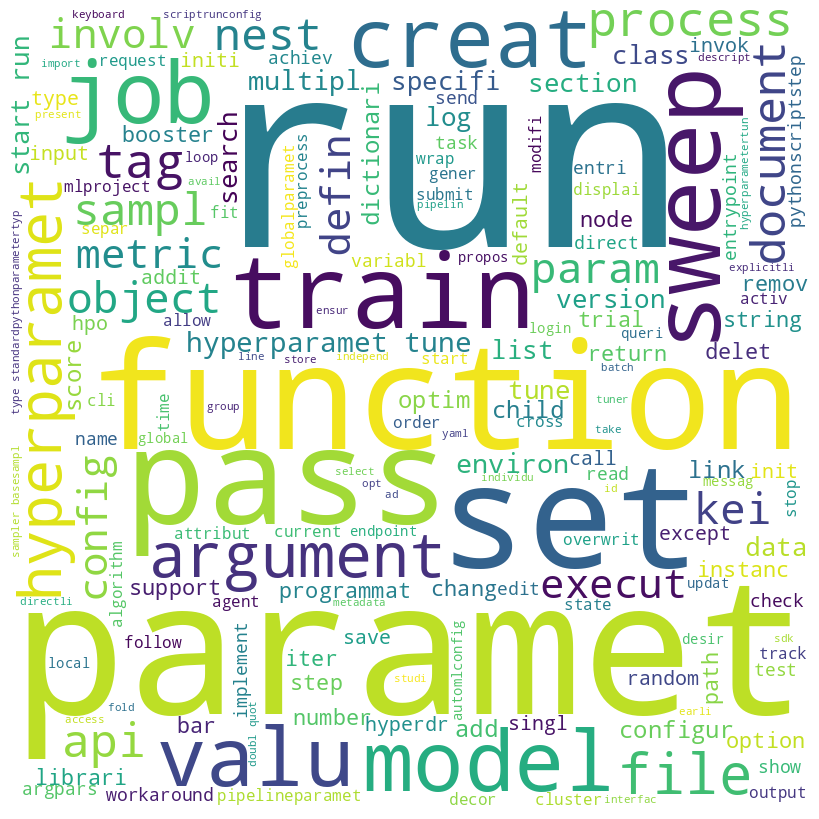 keyboard scriptrunconfig
involv nest creat process
import request achiev initi class invok descript
job multipl specifi section
type present booster run send log sweep document
start run input tag search loop dictionari task wrap gener submit pipelin modifi entri displai node direct
mlproject fit preprocess globalparamet defin default entrypoint pythonscriptstep hyperparametertun
sampl separ variabl propos param explicitli
metric train version remov activ
object addit ensur login trial queri string
hpo allow hyperparamet tune list return delet
type standardpythonparametertyp hyperparamet score line store independ start batch
cli function tune tuner
time group optim child cross take
name global order yaml call
pass select opt ad environ individu read id link messag init
sampler basesampl config attribut current endpoint set overwrit kei except stop
algorithm argument data
support programmat chang edit execut instanc
directli agent metadata state updat check
follow paramet save track
local implement iter automlconfig desir sdk
studi step random path test
fold number earli
access bar doubl quot hyperdr add singl configur option
api valu model file show
librari
argpars workaround pipelineparamet decor cluster interfac output
avail